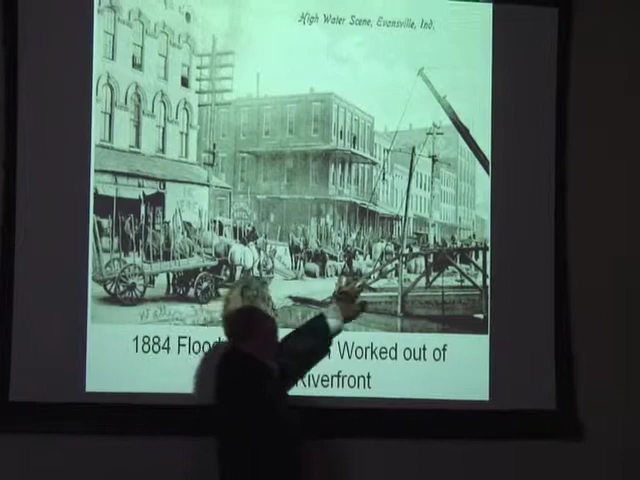 High Water Scene, Evansville, Ind.
1884 Flood Worked out of
Riverfront